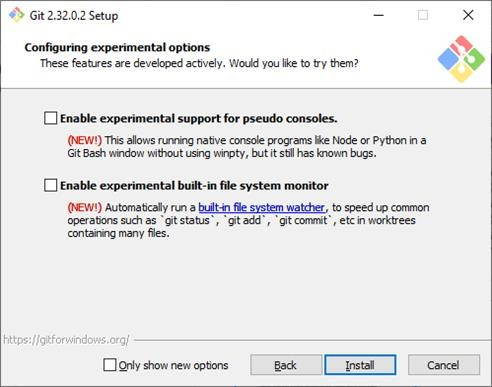 Git 2.32.0.2 Setup
Configuring experimental options
These features are developed actively. Would you like to try them?
Enable experimental support for pseudo consoles.
(NEW!) This allows running native console programs like Node or Python in a
Git Bash window without using winpty, but it still has known bugs.
Enable experimental built-in file system monitor
(NEW!) Automatically run a built-in file system watcher, to speed up common
operations such as `git status`, `git add`, `git commit`, etc in worktrees
containing many files.
https://gitforwindows.org/
Only show new options
Back
Install
Cancel